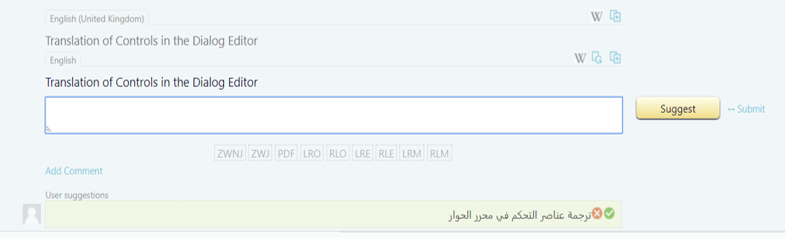 English (United Kingdom)
Translation of Controls in the Dialog Editor
English
Translation of Controls in the Dialog Editor
Suggest
Submit
ZWNJ ZWJ PDF LRO RLO LRE RLE LRM RLM
Add Comment
User suggestions
ترجمة عناصر التحكم في محرر الحوار